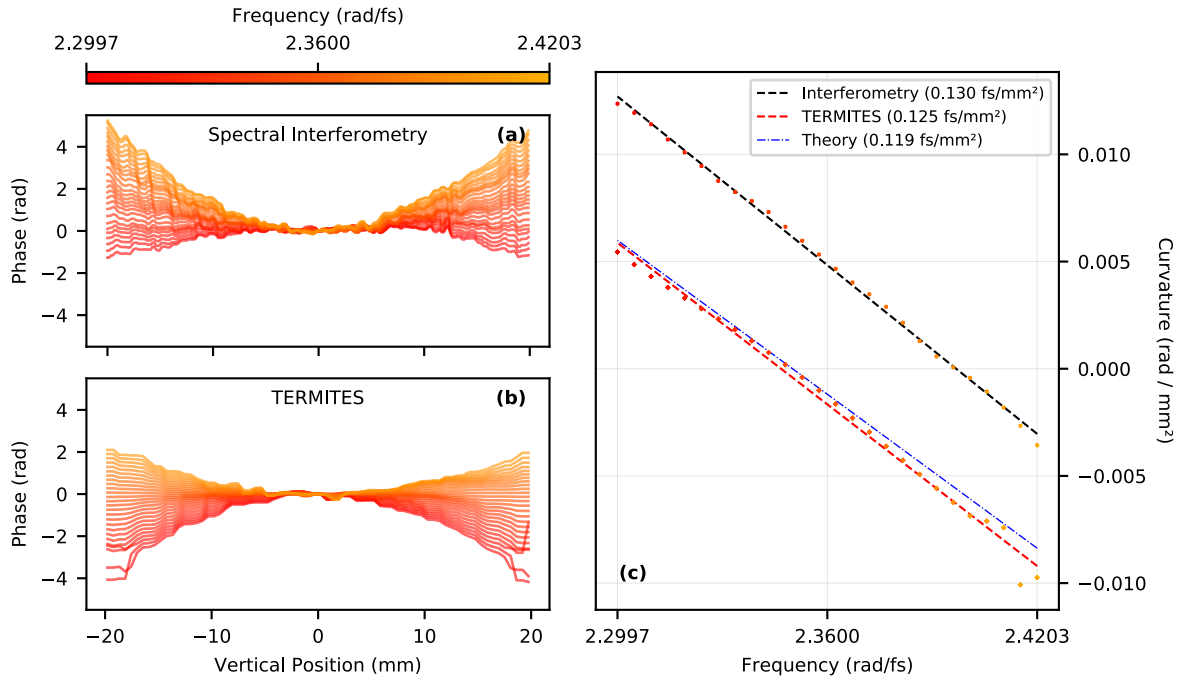 Frequency (rad/fs)
2.2997 2.3600 2.4203
Spectral Interferometry (a)
4
2
0
−2
−4
Phase (rad)
TERMITES (b)
4
2
0
−2
−4
Phase (rad)
−20 −10 0 10 20
Vertical Position (mm)
Interferometry (0.130 fs/mm²)
TERMITES (0.125 fs/mm²)
Theory (0.119 fs/mm²)
0.010
0.005
0.000
−0.005
−0.010
Curvature (rad / mm²)
(c)
2.2997 2.3600 2.4203
Frequency (rad/fs)